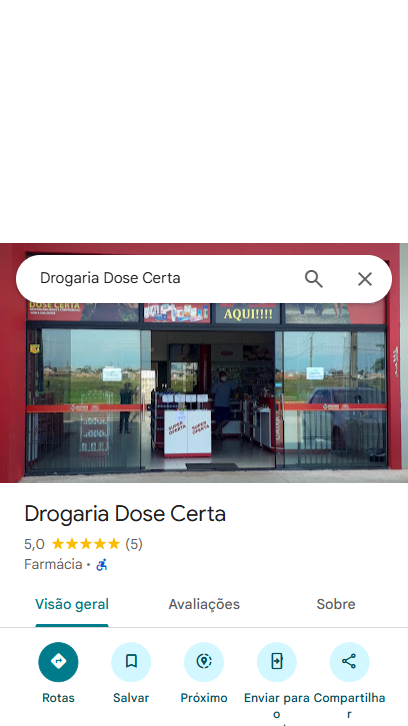 Drogaria Dose Certa
DOSE CERTA
AQUI!!!!
SUPER OFERTA
SUPER OFERTA
Drogaria Dose Certa
5,0 (5)
Farmácia ·
Visão geral Avaliações Sobre
Rotas Salvar Próximo Enviar para o Compartilhar